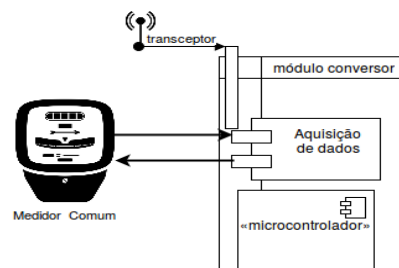 transceptor
módulo conversor
Aquisição
de dados
«microcontrolador»
Medidor Comum